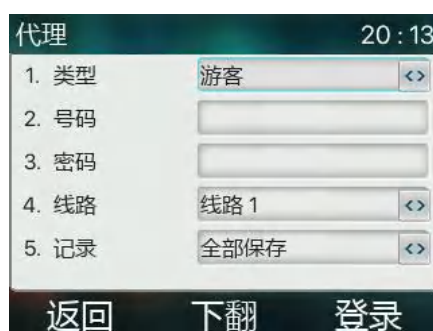 代理 20:13
1. 类型 游客 <>
2. 号码
3. 密码
4. 线路 线路 1 <>
5. 记录 全部保存 <>
返回 下翻 登录